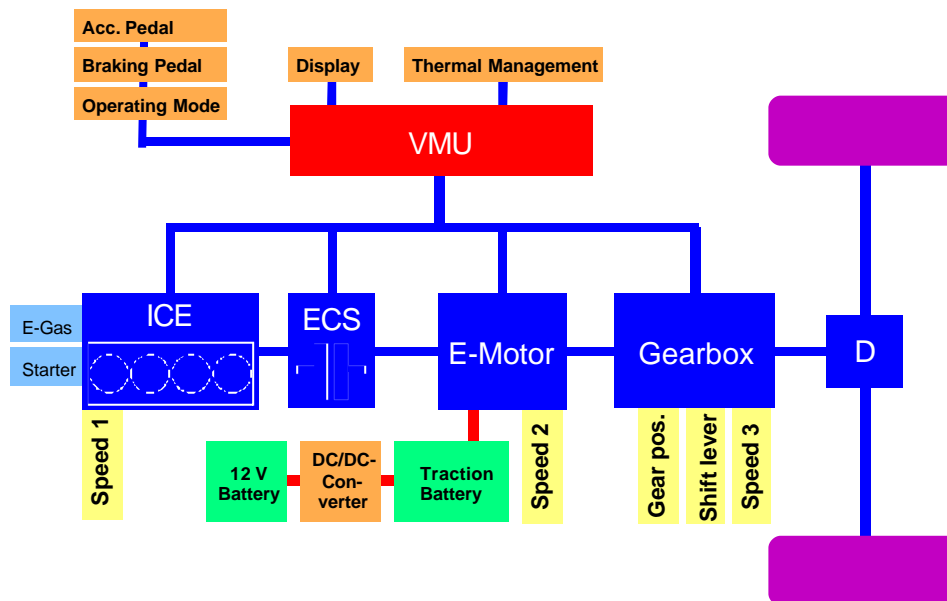 Acc. Pedal
Braking Pedal
Operating Mode
Display
Thermal Management
VMU
E-Gas
Starter
ICE
ECS
E-Motor
Gearbox
D
Speed 1
12 V
Battery
DC/DC-
Con-
verter
Traction
Battery
Speed 2
Gear pos.
Shift lever
Speed 3